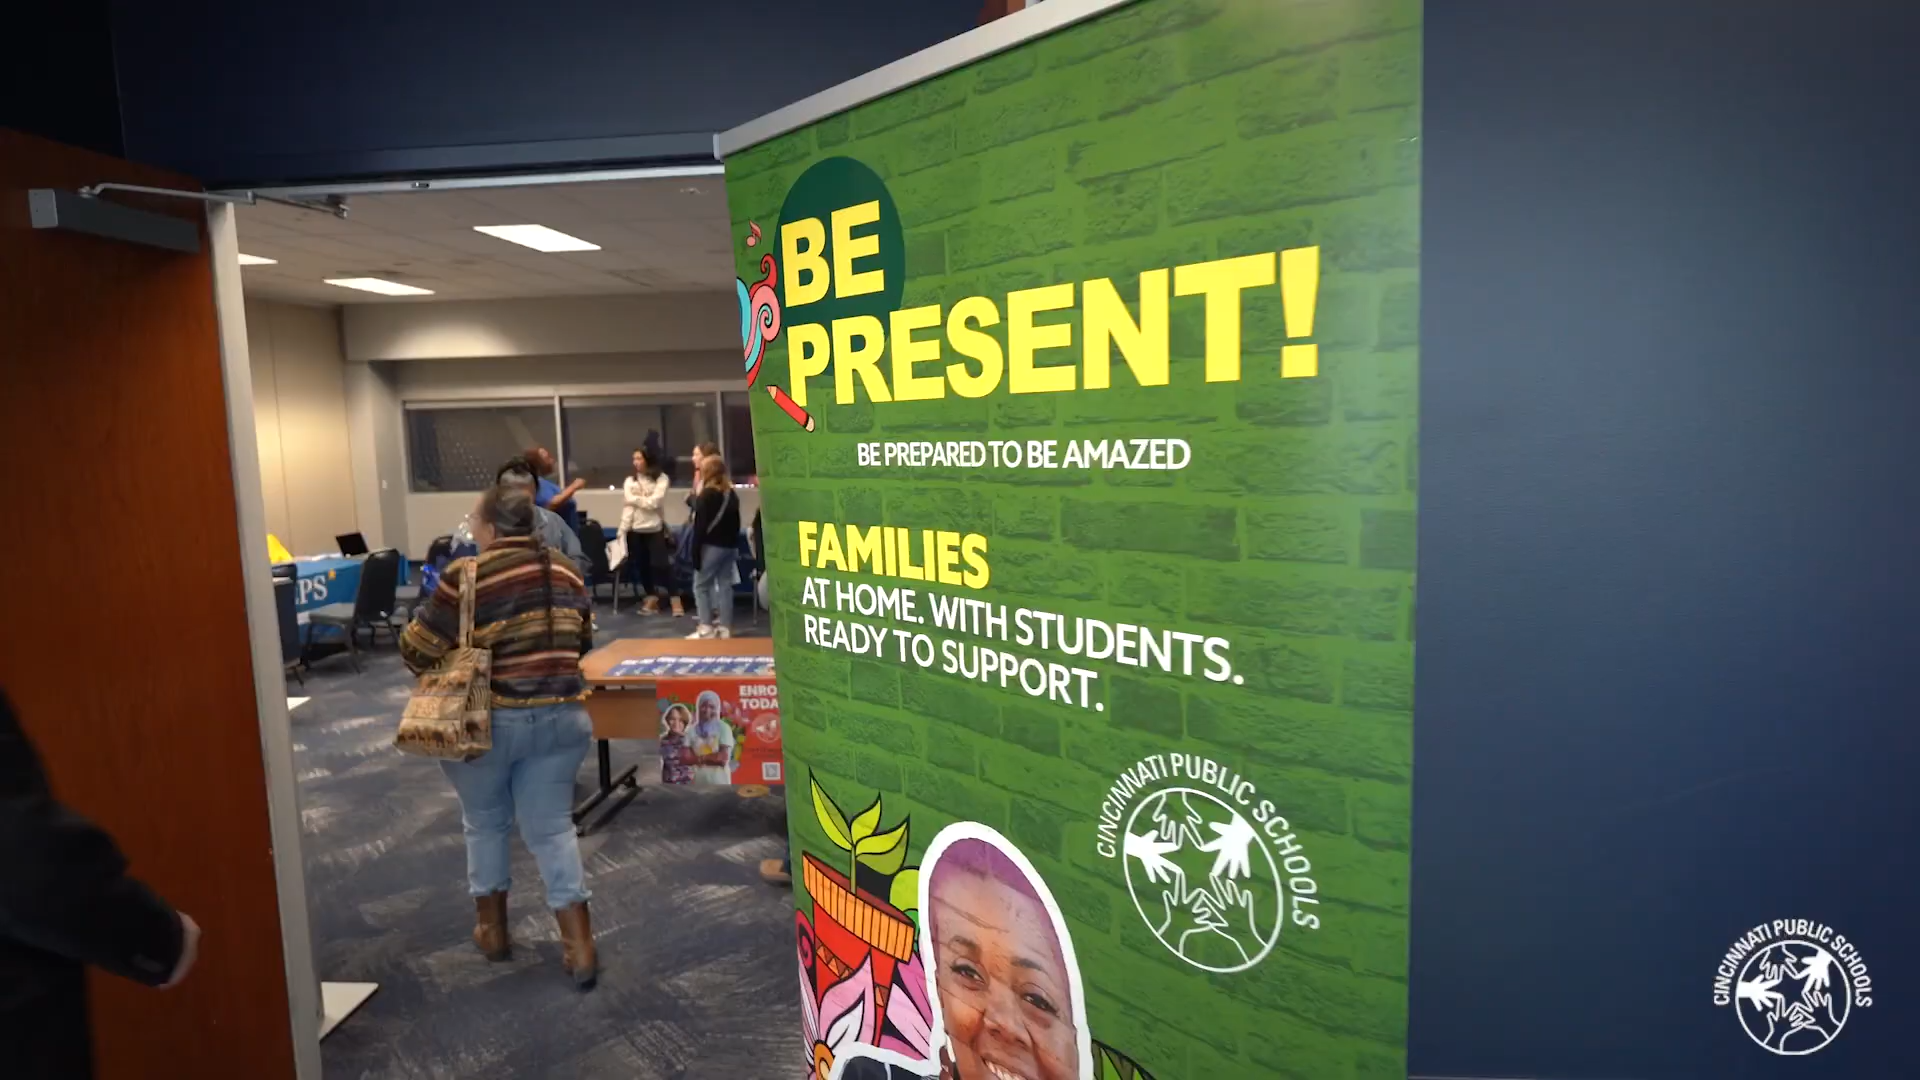 BE
PRESENT!
BE PREPARED TO BE AMAZED
FAMILIES
AT HOME. WITH STUDENTS.
READY TO SUPPORT.
CINCINNATI PUBLIC SCHOOLS
CINCINNATI PUBLIC SCHOOLS